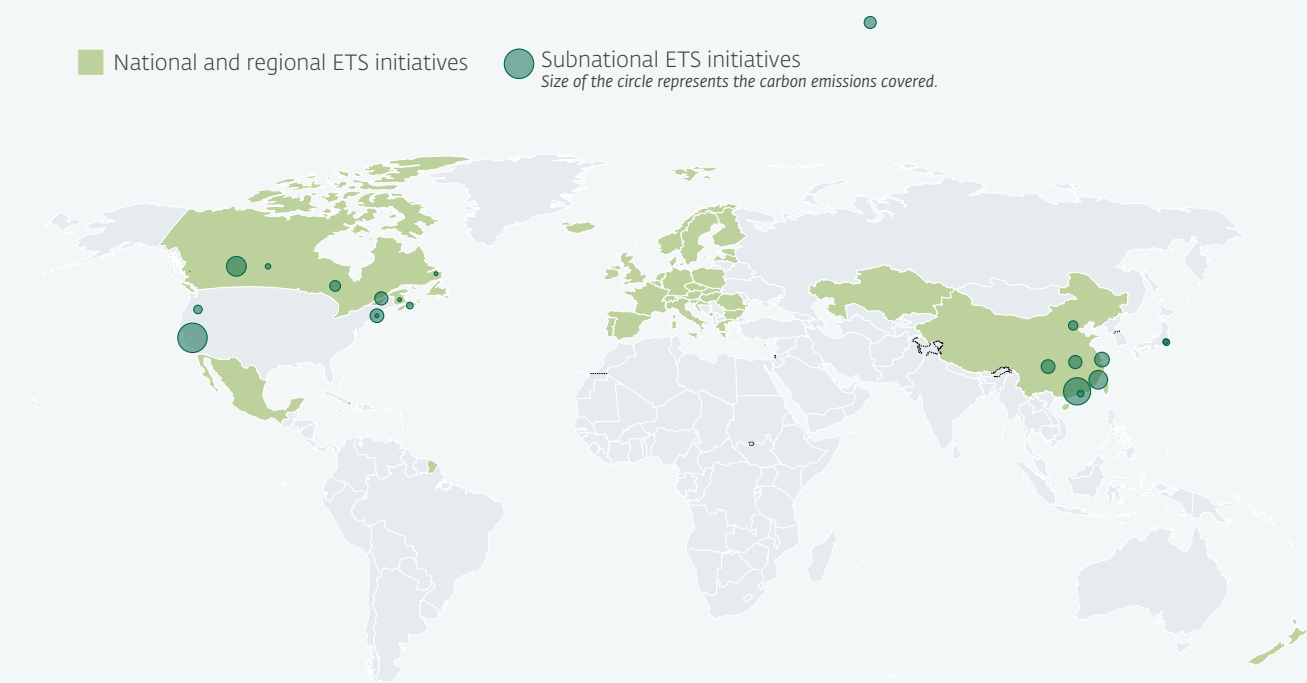 National and regional ETS initiatives
Subnational ETS initiatives
Size of the circle represents the carbon emissions covered.